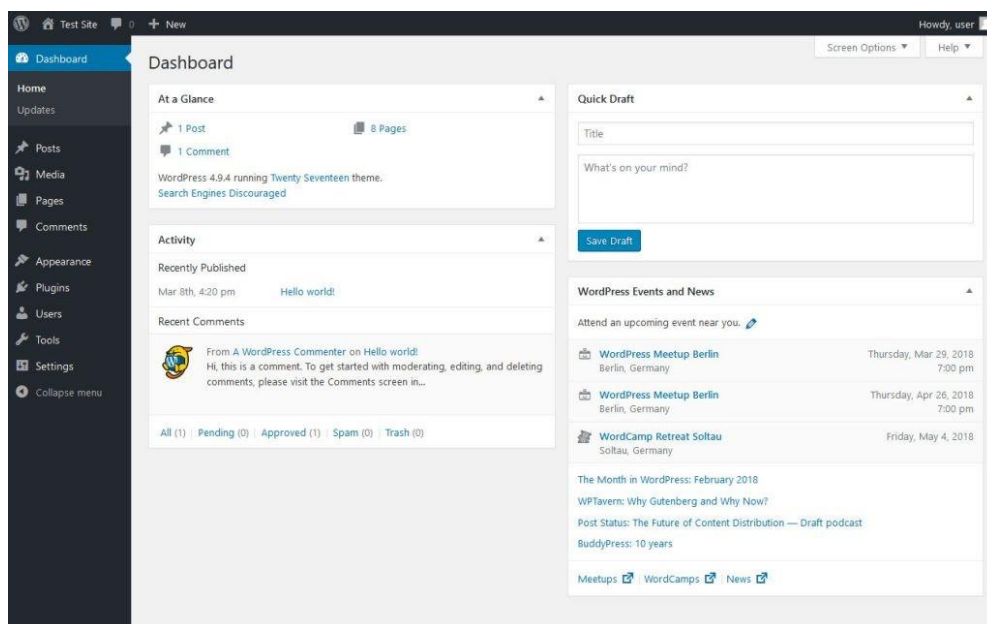 Test Site 0 + New
Howdy, user
Screen Options ▼ Help ▼
Dashboard
Home
Updates
Posts
Media
Pages
Comments
Appearance
Plugins
Users
Tools
Settings
Collapse menu
Dashboard
At a Glance
1 Post 8 Pages
1 Comment
WordPress 4.9.4 running Twenty Seventeen theme.
Search Engines Discouraged
Activity
Recently Published
Mar 8th, 4:20 pm Hello world!
Recent Comments
From A WordPress Commenter on Hello world!
Hi, this is a comment. To get started with moderating, editing, and deleting
comments, please visit the Comments screen in...
All (1) | Pending (0) | Approved (1) | Spam (0) | Trash (0)
Quick Draft
Title
What's on your mind?
Save Draft
WordPress Events and News
Attend an upcoming event near you.
WordPress Meetup Berlin Thursday, Mar 29, 2018
Berlin, Germany 7:00 pm
WordPress Meetup Berlin Thursday, Apr 26, 2018
Berlin, Germany 7:00 pm
WordCamp Retreat Soltau Friday, May 4, 2018
Soltau, Germany
The Month in WordPress: February 2018
WPTavern: Why Gutenberg and Why Now?
Post Status: The Future of Content Distribution — Draft podcast
BuddyPress: 10 years
Meetups | WordCamps | News